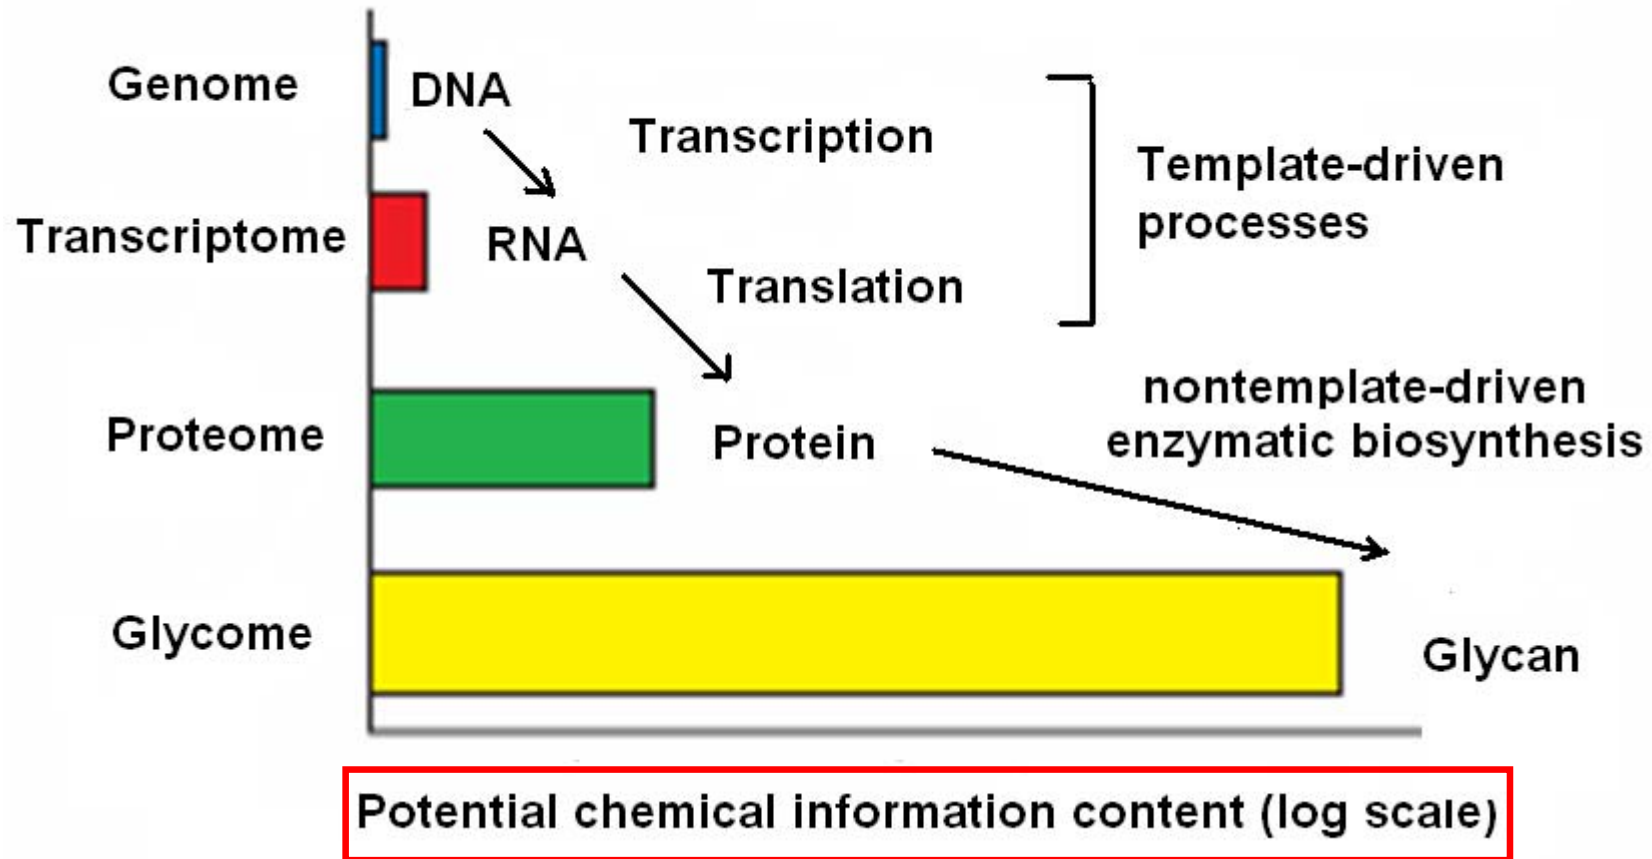 Genome
DNA
Transcription
Template-driven
processes
Transcriptome
RNA
Translation
nontemplate-driven
enzymatic biosynthesis
Proteome
Protein
Glycome
Glycan
Potential chemical information content (log scale)